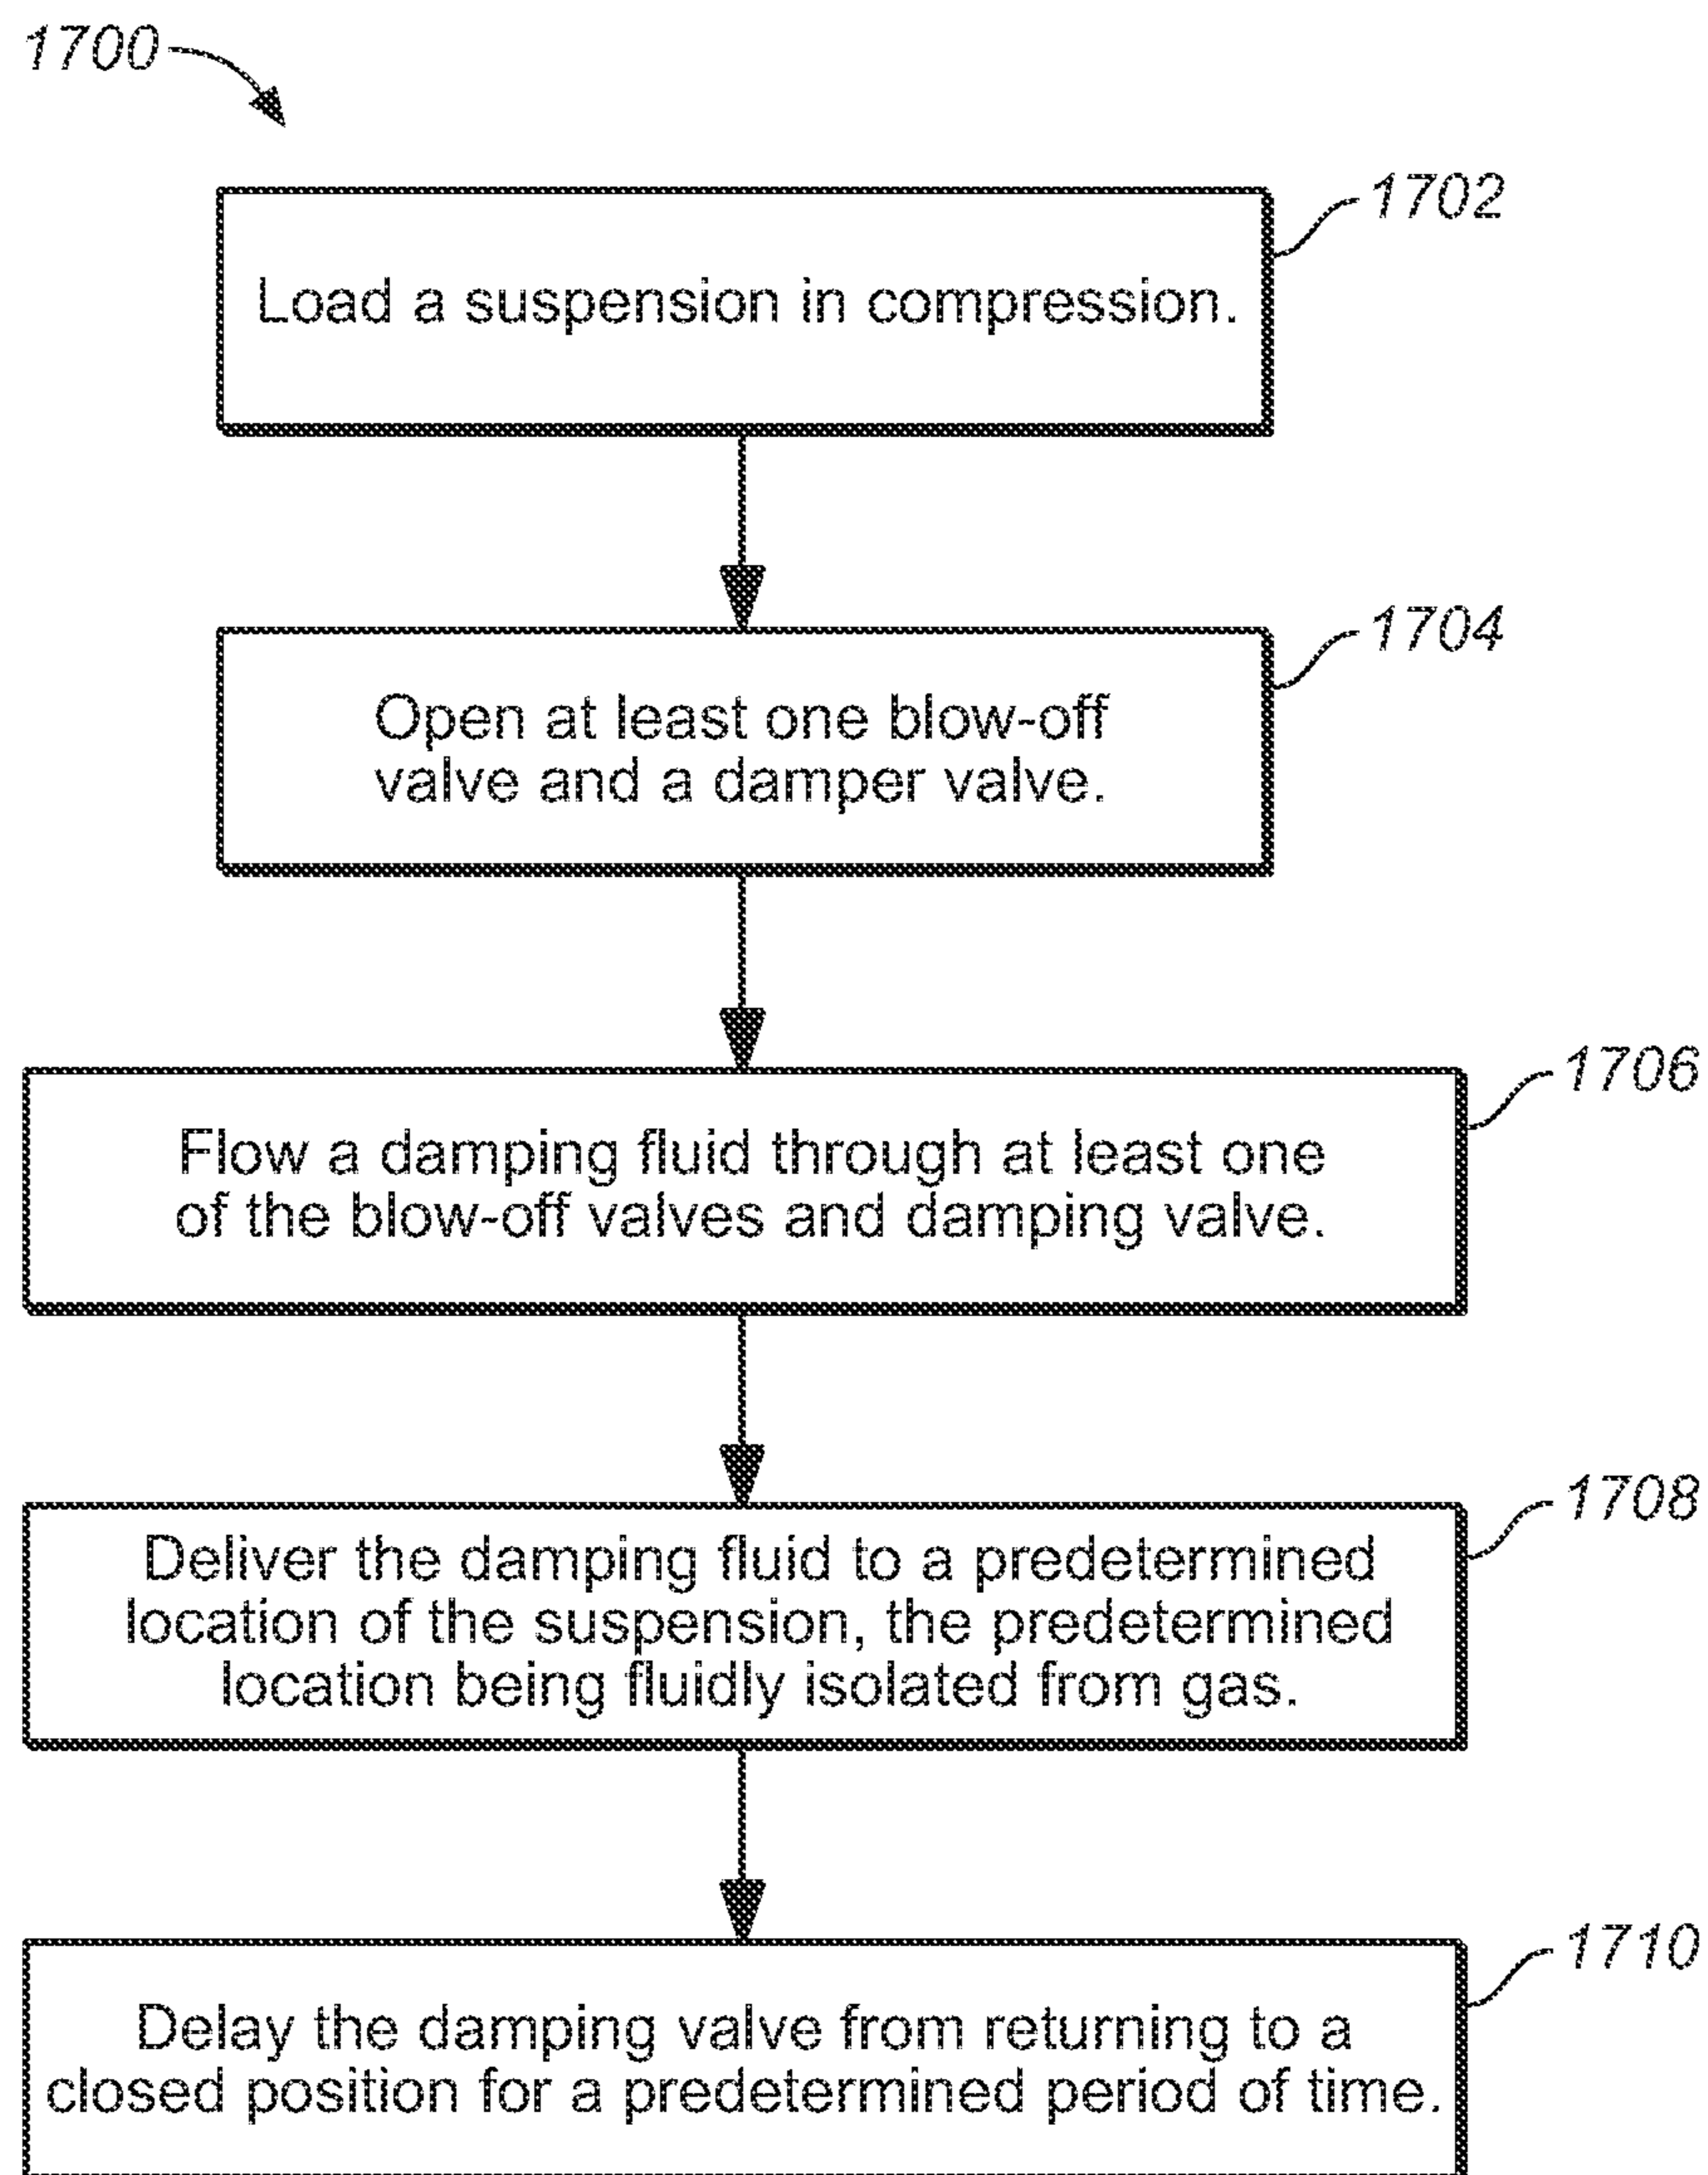 1700
1702
Load a suspension in compression.
1704
Open at least one blow-off
valve and a damper valve.
1706
Flow a damping fluid through at least one
of the blow-off valves and damping valve.
1708
Deliver the damping fluid to a predetermined
location of the suspension, the predetermined
location being fluidly isolated from gas.
1710
Delay the damping valve from returning to a
closed position for a predetermined period of time.